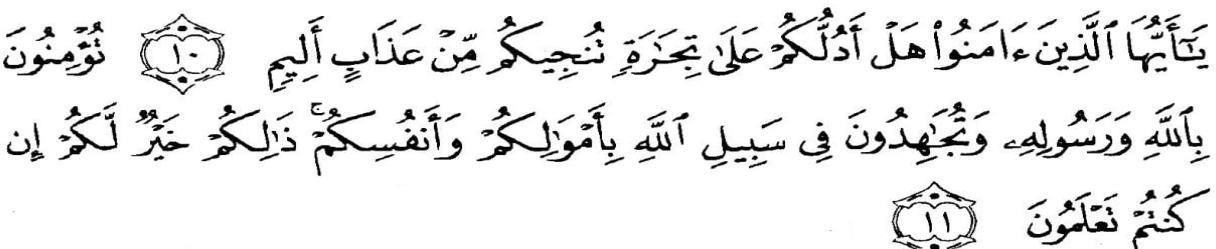 يَٰٓأَيُّهَا ٱلَّذِينَ ءَامَنُوا۟ هَلْ أَدُلُّكُمْ عَلَىٰ تِجَٰرَةٍ تُنجِيكُم مِّنْ عَذَابٍ أَلِيمٍ ١٠ تُؤْمِنُونَ
بِٱللَّهِ وَرَسُولِهِۦ وَتُجَٰهِدُونَ فِى سَبِيلِ ٱللَّهِ بِأَمْوَٰلِكُمْ وَأَنفُسِكُمْ ۚ ذَٰلِكُمْ خَيْرٌ لَّكُمْ إِن
كُنتُمْ تَعْلَمُونَ ١١